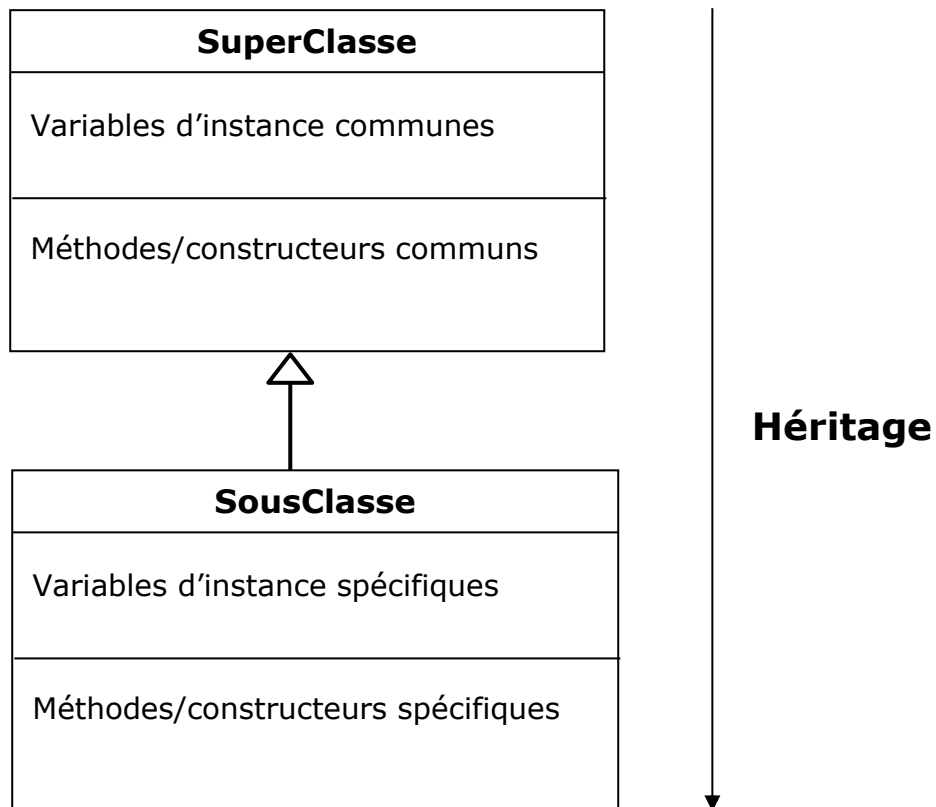 SuperClasse
Variables d’instance communes
Méthodes/constructeurs communs
Héritage
SousClasse
Variables d’instance spécifiques
Méthodes/constructeurs spécifiques